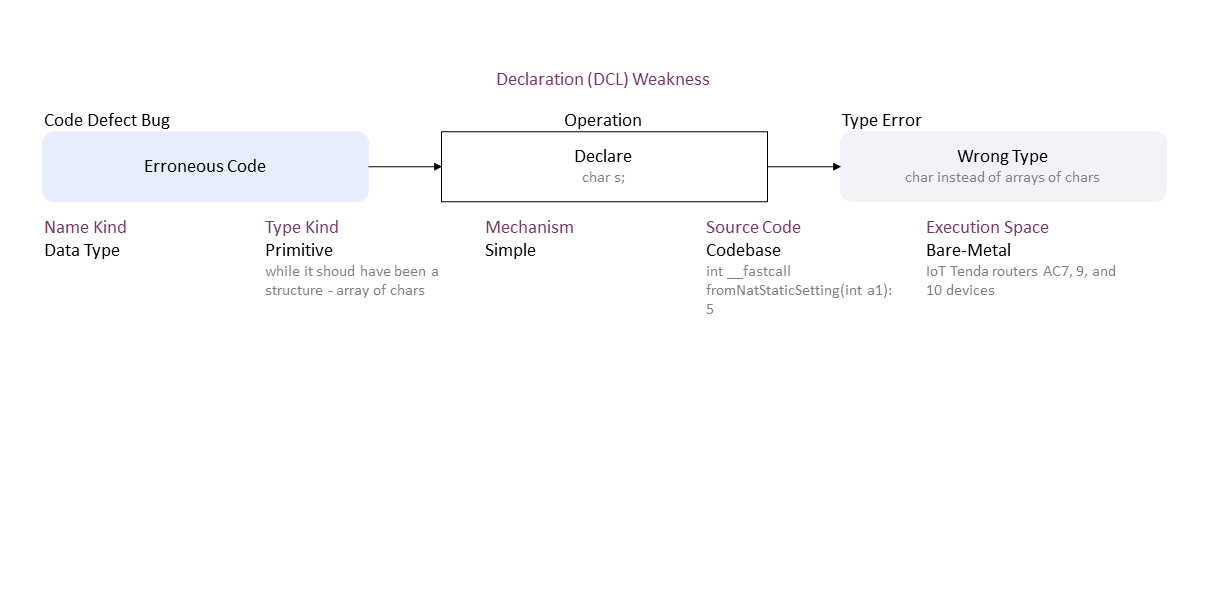 Declaration (DCL) Weakness
Code Defect Bug
Operation
Type Error
Erroneous Code
Declare
char s;
Wrong Type
char instead of arrays of chars
Name Kind
Data Type
Type Kind
Primitive
while it shoud have been a
structure - array of chars
Mechanism
Simple
Source Code
Codebase
int __fastcall
fromNatStaticSetting(int a1):
5
Execution Space
Bare-Metal
IoT Tenda routers AC7, 9, and
10 devices